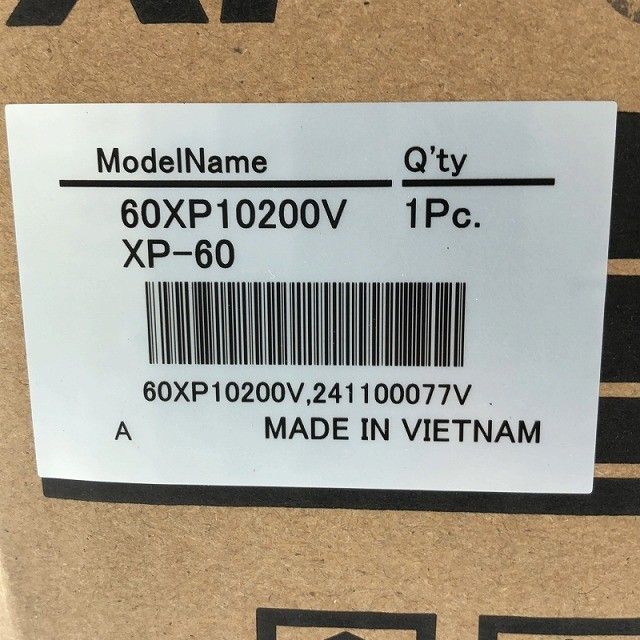 ModelName Q'ty
60XP10200V 1Pc.
XP-60
60XP10200V,241100077V
A MADE IN VIETNAM